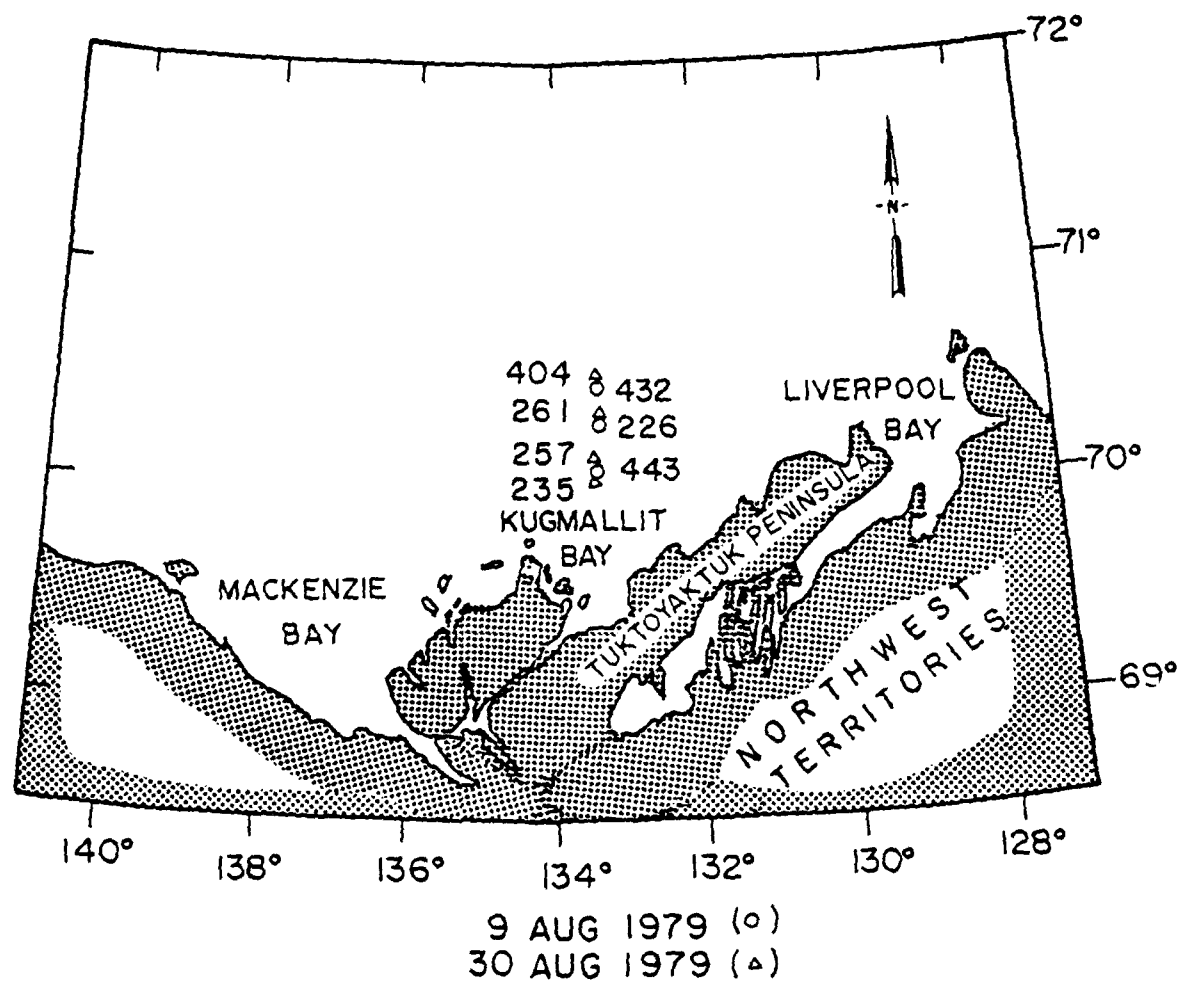 72°
-N-
71°
404 △
○ 432
261 △
○ 226
257 △
○ 443
235 △
LIVERPOOL
BAY
70°
KUGMALLIT
BAY
TUKTOYAKTUK PENINSULA
MACKENZIE
BAY
69°
NORTHWEST
TERRITORIES
140° 138° 136° 134° 132° 130° 128°
9 AUG 1979 (○)
30 AUG 1979 (△)